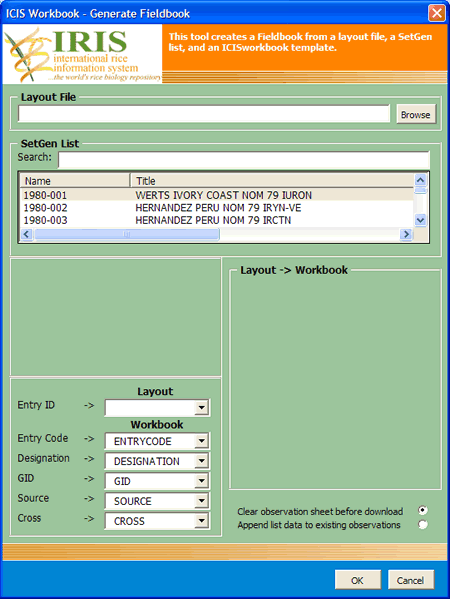 ICIS Workbook - Generate Fieldbook
IRIS
international rice
information system
...the world's rice biology repository
This tool creates a Fieldbook from a layout file, a SetGen
list, and an ICISworkbook template.
Layout File
Browse
SetGen List
Search:
Name Title
1980-001 WERTS IVORY COAST NOM 79 IURON
1980-002 HERNANDEZ PERU NOM 79 IRYN-VE
1980-003 HERNANDEZ PERU NOM 79 IRCTN
Layout -> Workbook
Layout
Entry ID ->
Workbook
Entry Code -> ENTRYCODE
Designation -> DESIGNATION
GID -> GID
Source -> SOURCE
Cross -> CROSS
Clear observation sheet before download
Append list data to existing observations
OK Cancel